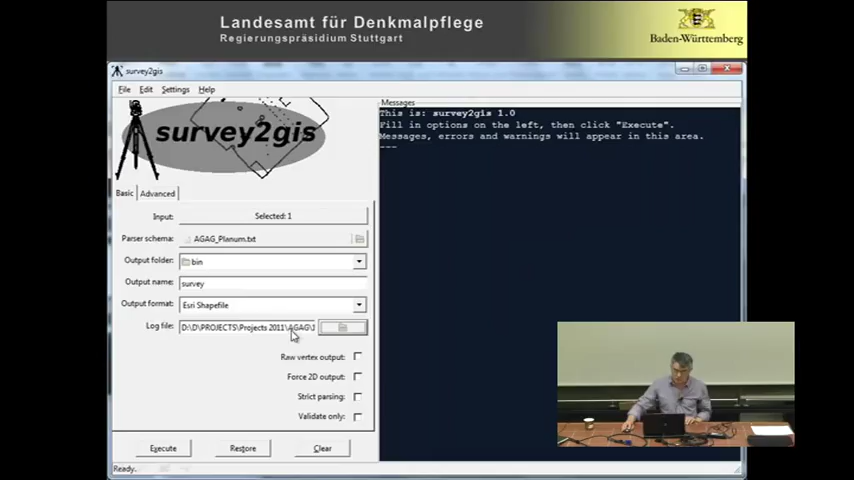 Landesamt für Denkmalpflege
Regierungspräsidium Stuttgart
Baden-Württemberg
survey2gis
File Edit Settings Help
survey2gis
Basic Advanced
Input: Selected: 1
Parser schema: AGAG_Planum.txt
Output folder: bin
Output name: survey
Output format: Esri Shapefile
Log file: D:\D\PROJECTS\Projects 2011\AGAG\1
Raw vertex output:
Force 2D output:
Strict parsing:
Validate only:
Execute Restore Clear
Ready.
Messages
This is: survey2gis 1.0
Fill in options on the left, then click "Execute".
Messages, errors and warnings will appear in this area.
---